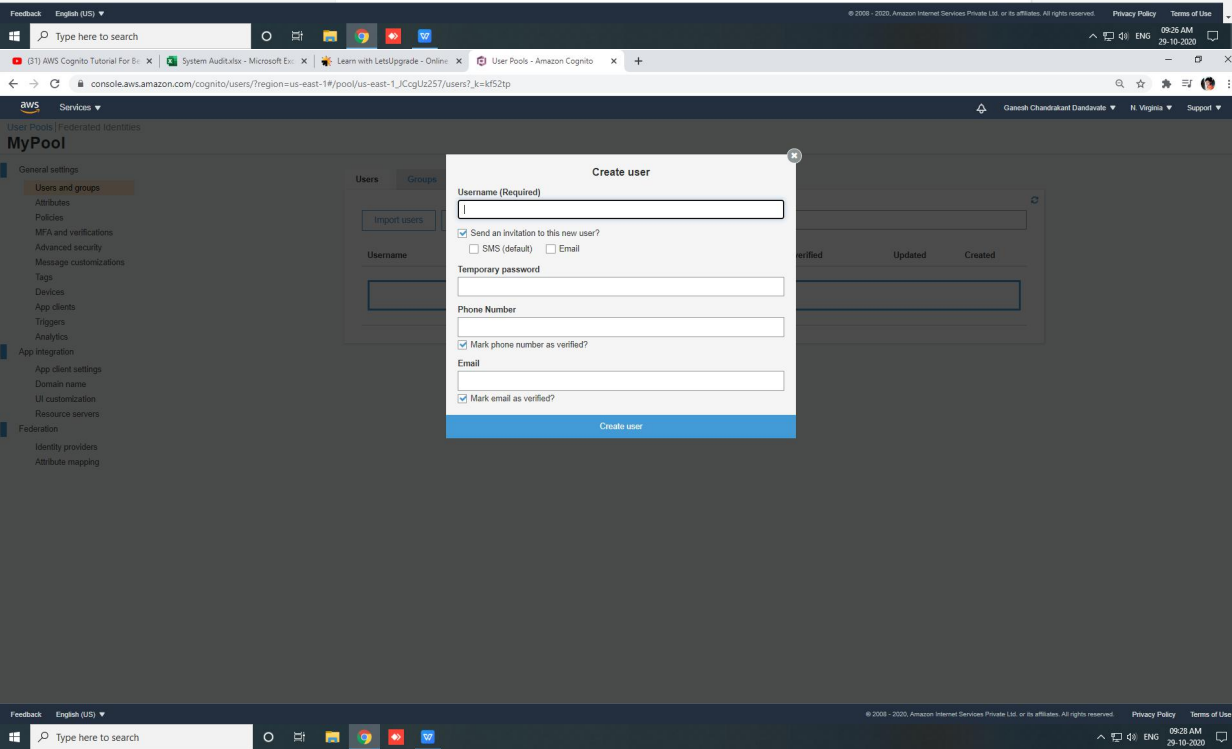 Feedback English (US) ▼ © 2008 - 2020, Amazon Internet Services Private Ltd. or its affiliates. All rights reserved. Privacy Policy Terms of Use
Type here to search ENG 09:26 AM
29-10-2020
(31) AWS Cognito Tutorial For Be System Audit.xlsx - Microsoft Exc Learn with LetsUpgrade - Online User Pools - Amazon Cognito
console.aws.amazon.com/cognito/users/?region=us-east-1#/pool/us-east-1_JCcgUz257/users?_k=kf52tp
aws Services ▼ Ganesh Chandrakant Dandavate ▼ N. Virginia ▼ Support ▼
User Pools | Federated Identities
MyPool
General settings
Users and groups
Attributes
Policies
MFA and verifications
Advanced security
Message customizations
Tags
Devices
App clients
Triggers
Analytics
App integration
App client settings
Domain name
UI customization
Resource servers
Federation
Identity providers
Attribute mapping
Users Groups
Import users
Username verified Updated Created
Create user
Username (Required)
Send an invitation to this new user?
SMS (default) Email
Temporary password
Phone Number
Mark phone number as verified?
Email
Mark email as verified?
Create user
Feedback English (US) ▼ © 2008 - 2020, Amazon Internet Services Private Ltd. or its affiliates. All rights reserved. Privacy Policy Terms of Use
Type here to search ENG 09:28 AM
29-10-2020